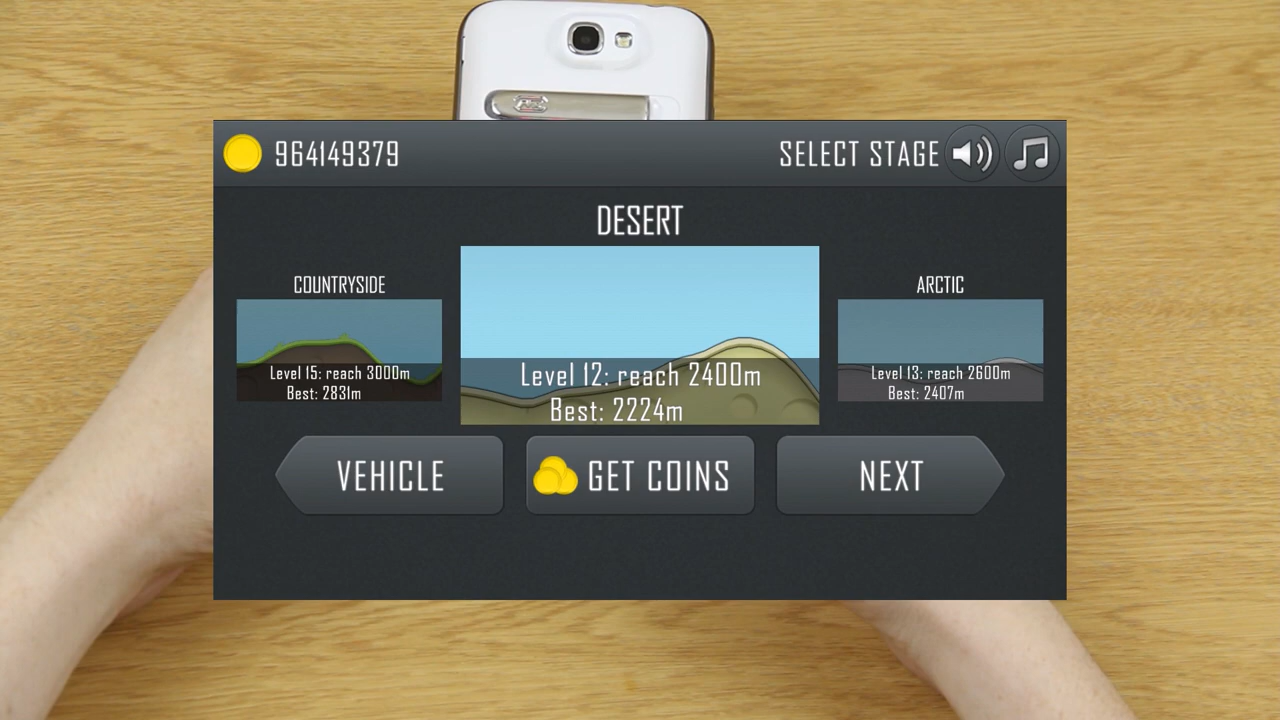 964149379
SELECT STAGE
DESERT
COUNTRYSIDE
Level 15: reach 3000m
Best: 2831m
Level 12: reach 2400m
Best: 2224m
ARCTIC
Level 13: reach 2600m
Best: 2407m
VEHICLE
GET COINS
NEXT